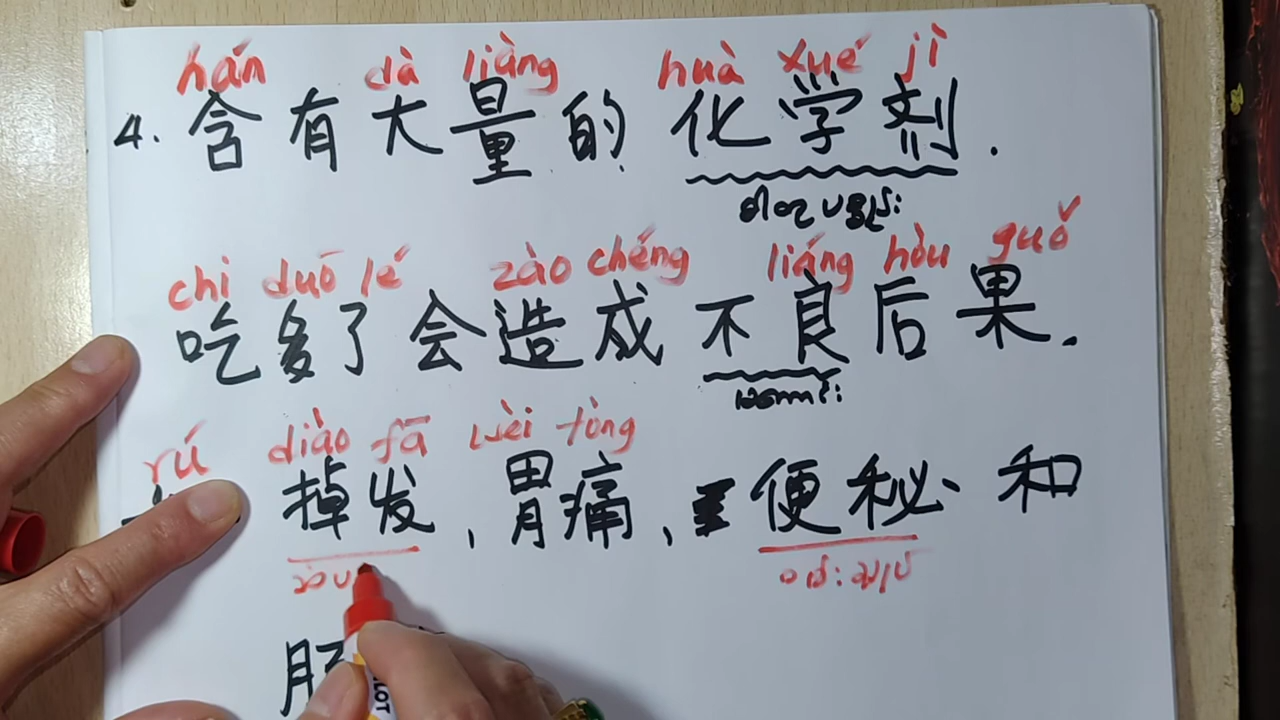 hán dà liàng huà xué jì
4. 含有大量的化学剂.
chi duō lé zào chéng liáng hòu guǒ
吃多了会造成不良后果.
rú diào fā wèi tòng
掉发,胃痛,便秘和